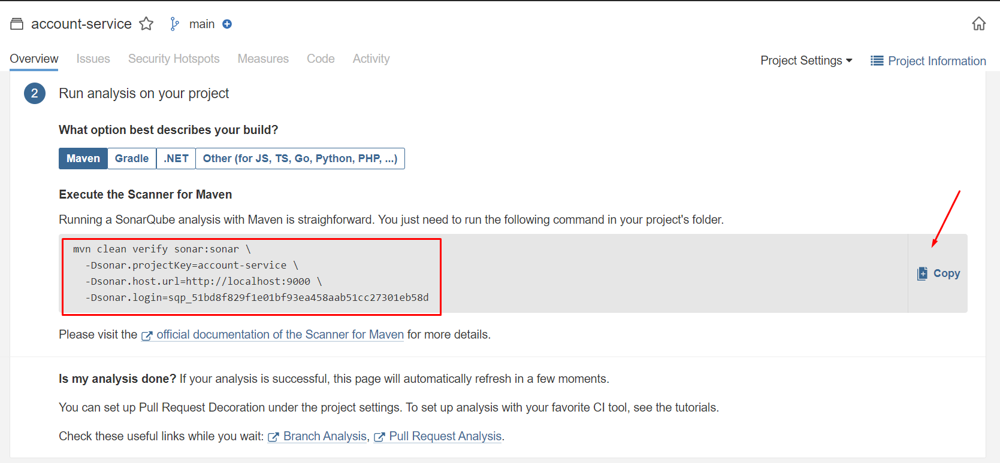 account-service main
Overview Issues Security Hotspots Measures Code Activity Project Settings Project Information
2 Run analysis on your project
What option best describes your build?
Maven Gradle .NET Other (for JS, TS, Go, Python, PHP, ...)
Execute the Scanner for Maven
Running a SonarQube analysis with Maven is straighforward. You just need to run the following command in your project's folder.
mvn clean verify sonar:sonar \
-Dsonar.projectKey=account-service \
-Dsonar.host.url=http://localhost:9000 \
-Dsonar.login=sqp_51bd8f829f1e01bf93ea458aab51cc27301eb58d
Copy
Please visit the official documentation of the Scanner for Maven for more details.
Is my analysis done? If your analysis is successful, this page will automatically refresh in a few moments.
You can set up Pull Request Decoration under the project settings. To set up analysis with your favorite CI tool, see the tutorials.
Check these useful links while you wait: Branch Analysis, Pull Request Analysis.